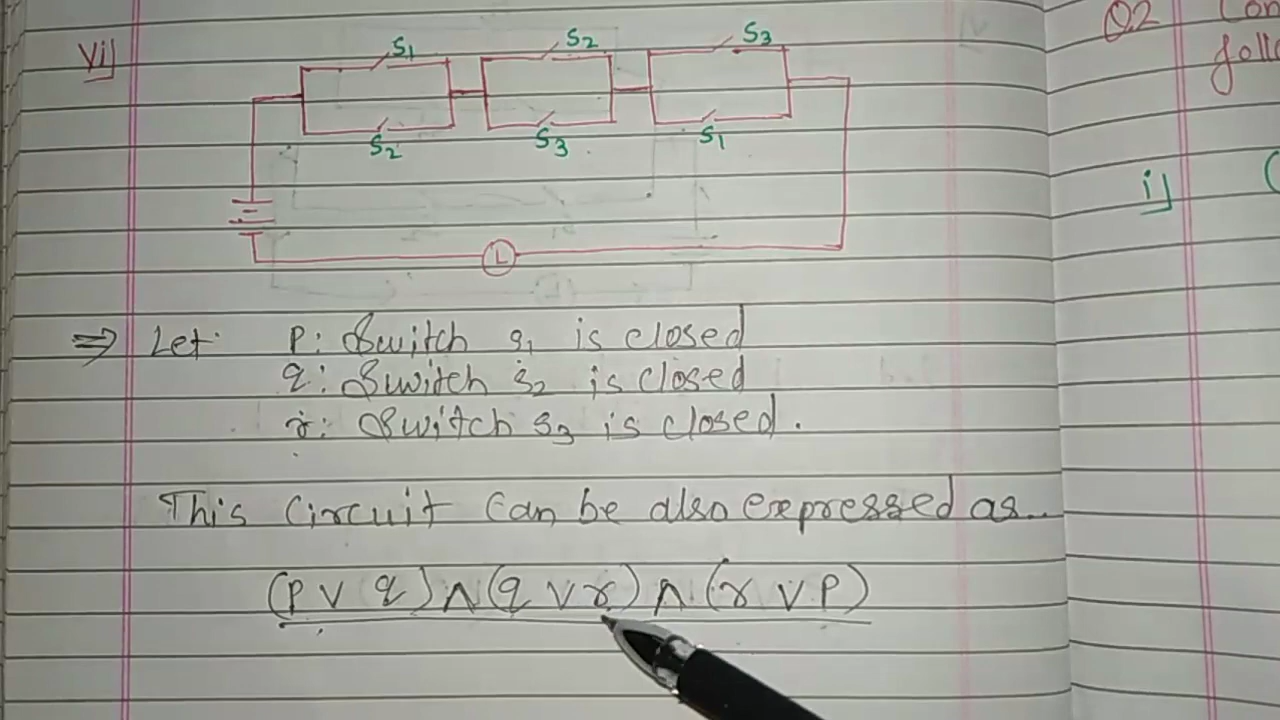 vi)
S1 S2 S3
S2 S3 S1
L
⇒ Let P: Switch S1 is closed
q: Switch S2 is closed
r: Switch S3 is closed.
This Circuit can be also expressed as..
(P ∨ q) ∧ (q ∨ r) ∧ (r ∨ P)
Q.2
i)